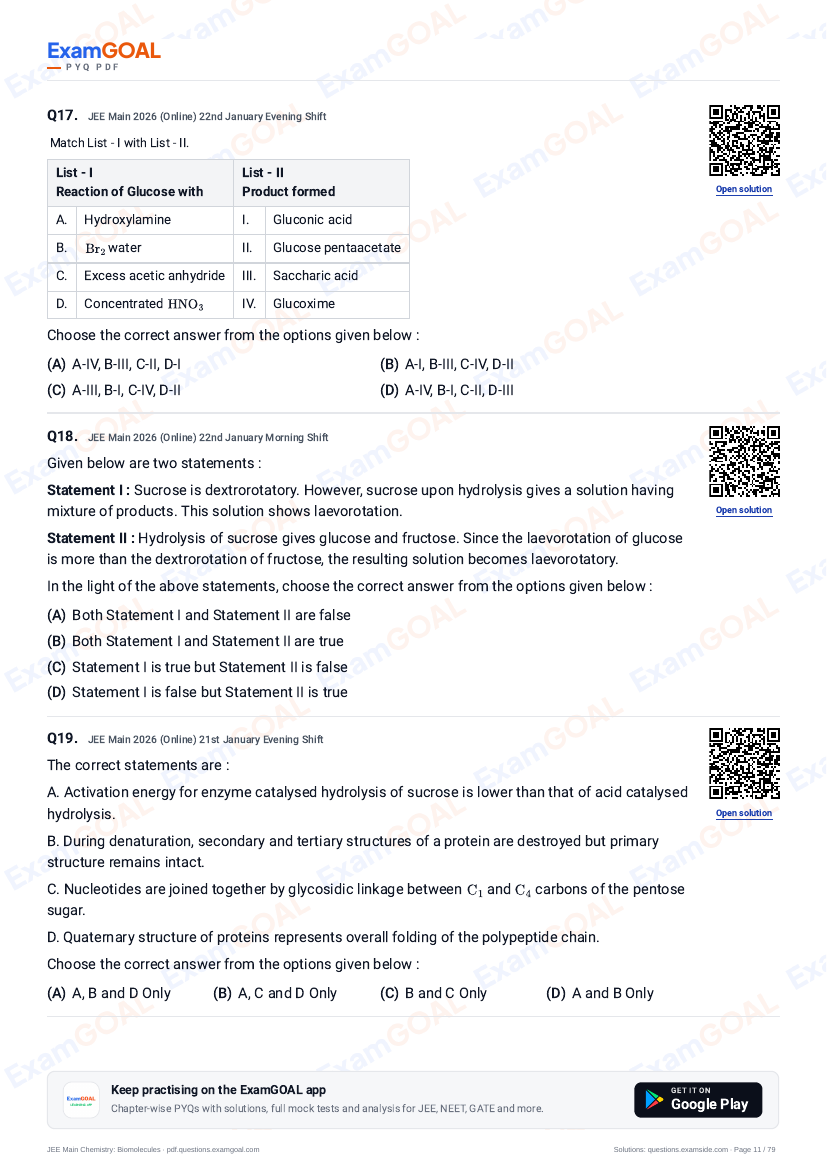 ExamGOAL
PYQ PDF
Q17. JEE Main 2026 (Online) 22nd January Evening Shift
Match List - I with List - II.
List - I List - II
Reaction of Glucose with Product formed
A. Hydroxylamine I. Gluconic acid
B. Br₂ water II. Glucose pentaacetate
C. Excess acetic anhydride III. Saccharic acid
D. Concentrated HNO₃ IV. Glucoxime
Open solution
Choose the correct answer from the options given below :
(A) A-IV, B-III, C-II, D-I (B) A-I, B-III, C-IV, D-II
(C) A-III, B-I, C-IV, D-II (D) A-IV, B-I, C-II, D-III
Q18. JEE Main 2026 (Online) 22nd January Morning Shift
Given below are two statements :
Statement I : Sucrose is dextrorotatory. However, sucrose upon hydrolysis gives a solution having
mixture of products. This solution shows laevorotation.
Open solution
Statement II : Hydrolysis of sucrose gives glucose and fructose. Since the laevorotation of glucose
is more than the dextrorotation of fructose, the resulting solution becomes laevorotatory.
In the light of the above statements, choose the correct answer from the options given below :
(A) Both Statement I and Statement II are false
(B) Both Statement I and Statement II are true
(C) Statement I is true but Statement II is false
(D) Statement I is false but Statement II is true
Q19. JEE Main 2026 (Online) 21st January Evening Shift
The correct statements are :
A. Activation energy for enzyme catalysed hydrolysis of sucrose is lower than that of acid catalysed
hydrolysis.
Open solution
B. During denaturation, secondary and tertiary structures of a protein are destroyed but primary
structure remains intact.
C. Nucleotides are joined together by glycosidic linkage between C₁ and C₄ carbons of the pentose
sugar.
D. Quaternary structure of proteins represents overall folding of the polypeptide chain.
Choose the correct answer from the options given below :
(A) A, B and D Only (B) A, C and D Only (C) B and C Only (D) A and B Only
ExamGOAL
Keep practising on the ExamGOAL app
Chapter-wise PYQs with solutions, full mock tests and analysis for JEE, NEET, GATE and more.
GET IT ON
Google Play
JEE Main Chemistry: Biomolecules · pdf.questions.examgoal.com
Solutions: questions.examside.com · Page 11 / 79